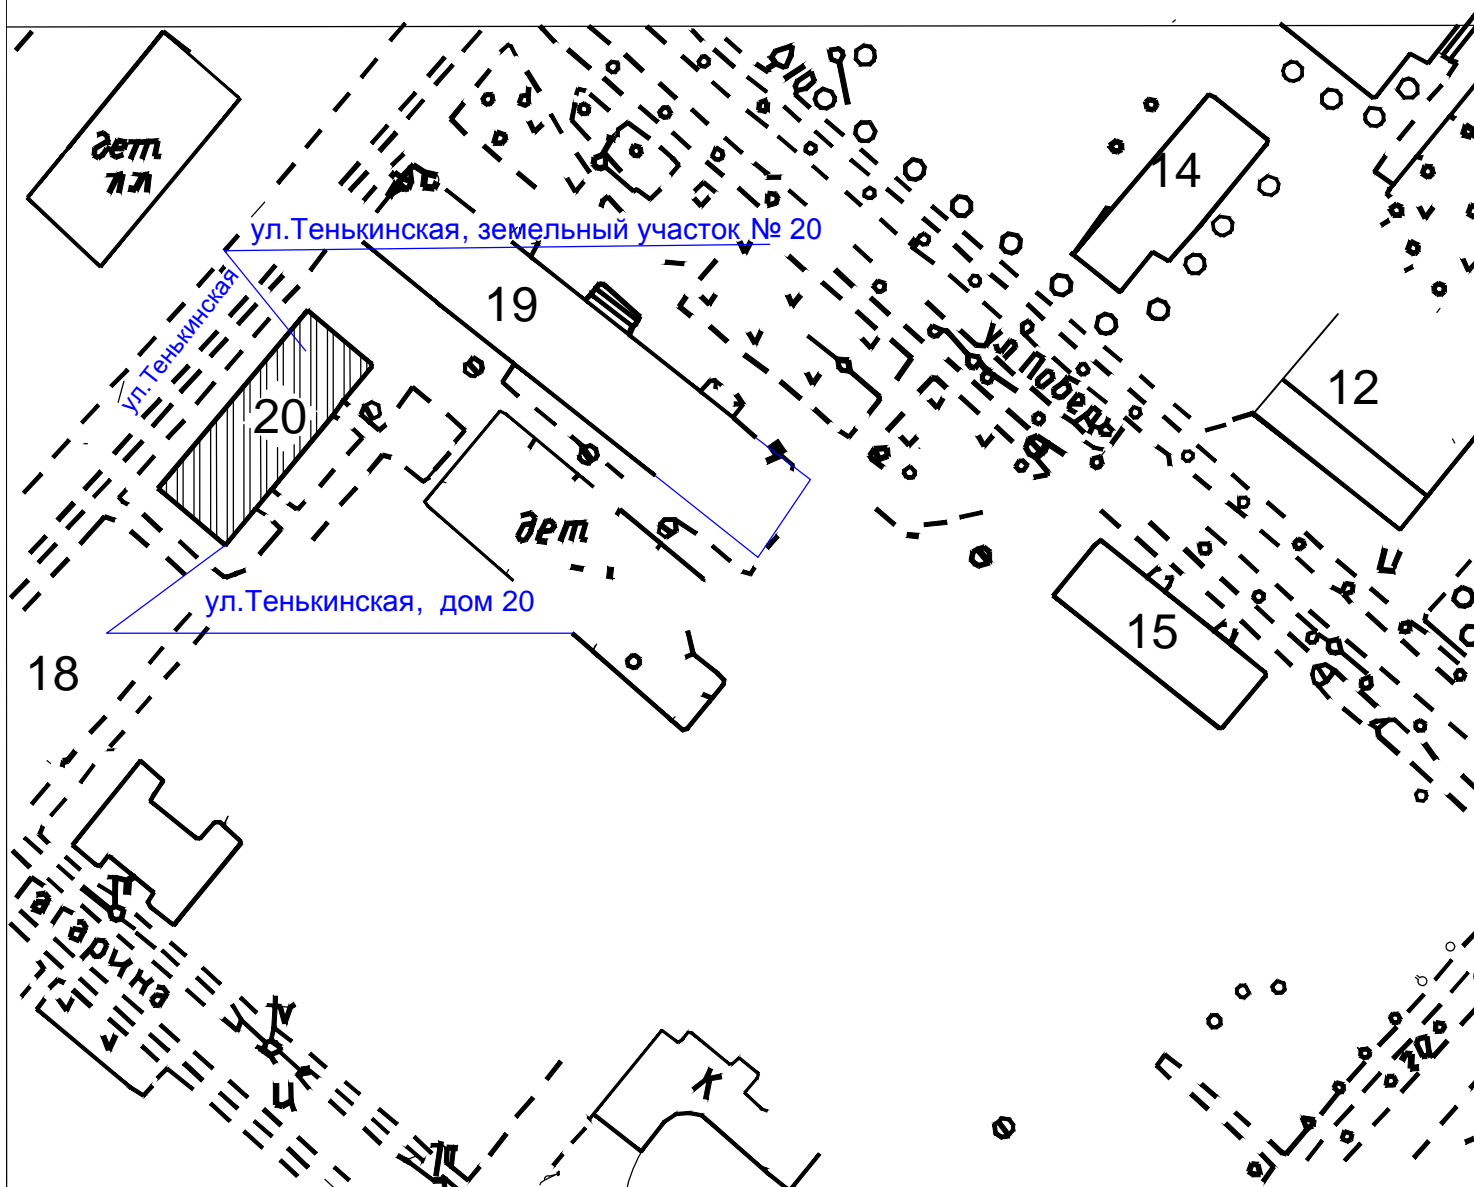 дет.
пл
14
ул.Тенькинская, земельный участок № 20
19
ул.Тенькинская
ул Победы
12
20
дет
ул.Тенькинская,  дом 20
15
18
Гагарина
К